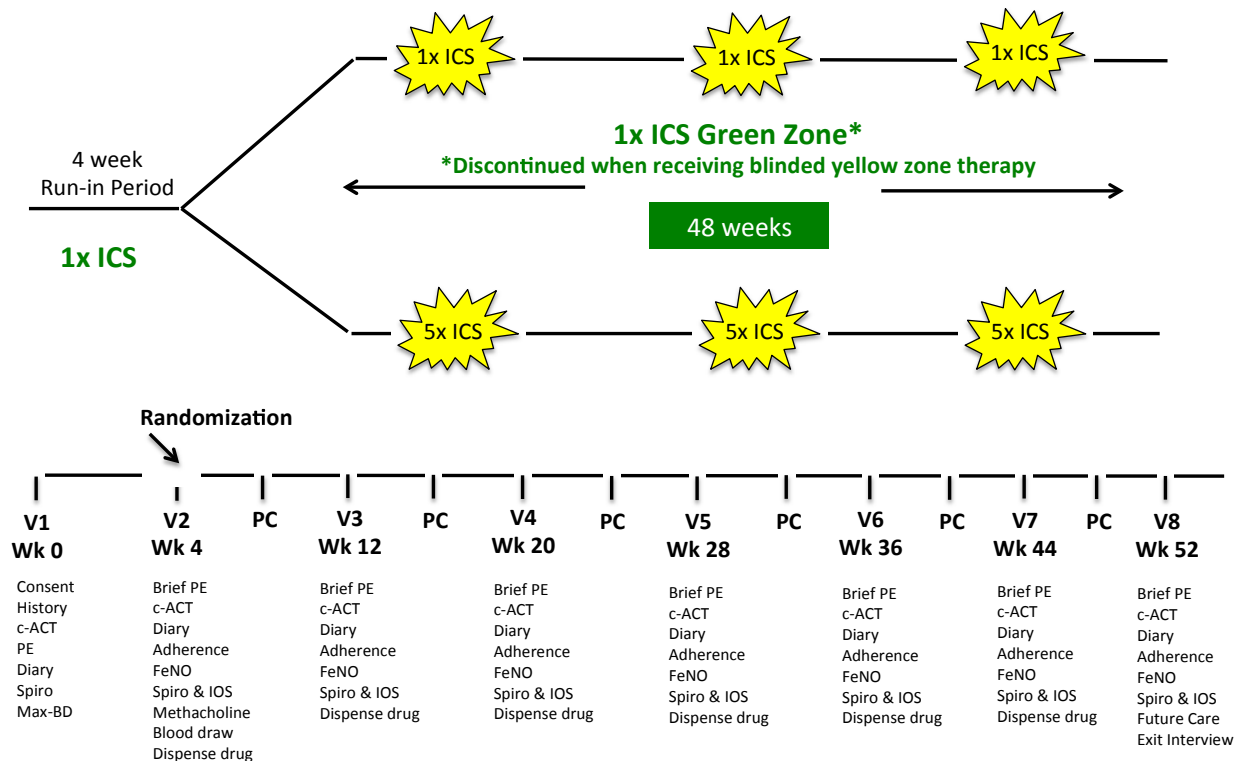 1x ICS
1x ICS
1x ICS
1x ICS Green Zone*
*Discontinued when receiving blinded yellow zone therapy
4 week
Run-in Period
1x ICS
48 weeks
5x ICS
5x ICS
5x ICS
Randomization
V1
Wk 0
Consent
History
c-ACT
PE
Diary
Spiro
Max-BD
V2
Wk 4
Brief PE
c-ACT
Diary
Adherence
FeNO
Spiro & IOS
Methacholine
Blood draw
Dispense drug
PC
V3
Wk 12
Brief PE
c-ACT
Diary
Adherence
FeNO
Spiro & IOS
Dispense drug
PC
V4
Wk 20
Brief PE
c-ACT
Diary
Adherence
FeNO
Spiro & IOS
Dispense drug
PC
V5
Wk 28
Brief PE
c-ACT
Diary
Adherence
FeNO
Spiro & IOS
Dispense drug
PC
V6
Wk 36
Brief PE
c-ACT
Diary
Adherence
FeNO
Spiro & IOS
Dispense drug
PC
V7
Wk 44
Brief PE
c-ACT
Diary
Adherence
FeNO
Spiro & IOS
Dispense drug
PC
V8
Wk 52
Brief PE
c-ACT
Diary
Adherence
FeNO
Spiro & IOS
Future Care
Exit Interview